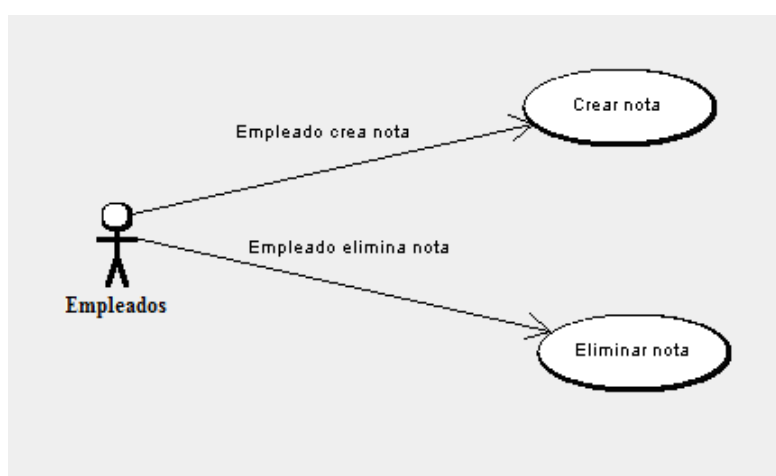 Crear nota
Empleado crea nota
Empleado elimina nota
Empleados
Eliminar nota